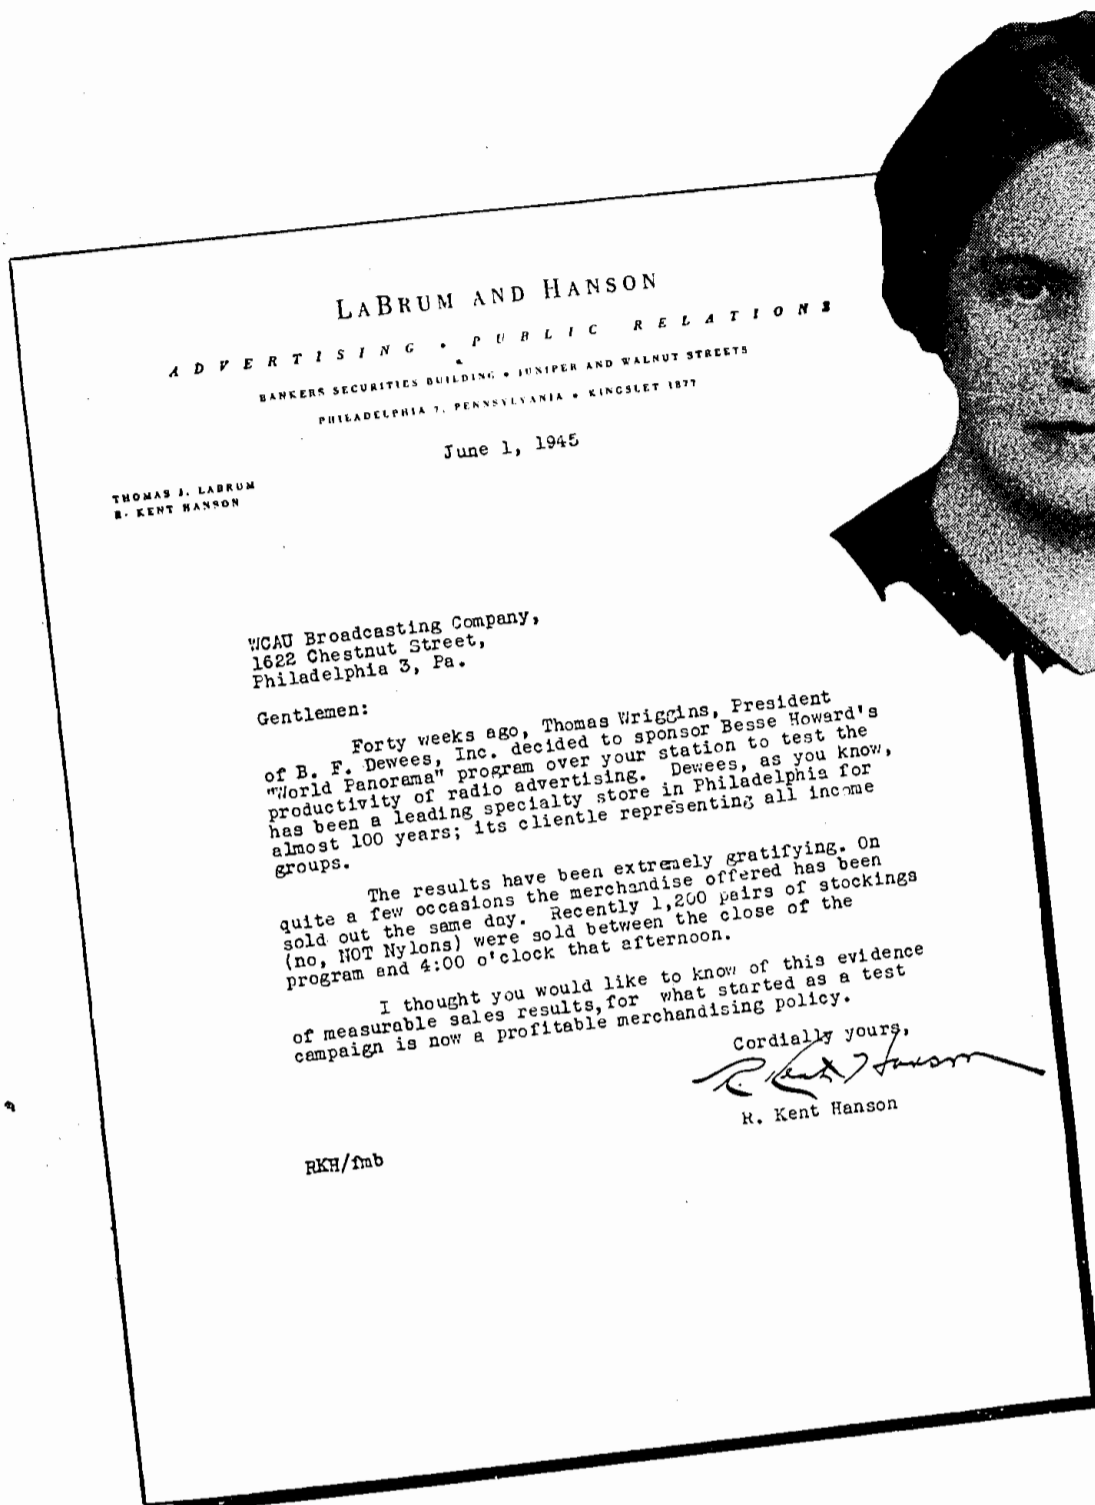 LABRUM AND HANSON
ADVERTISING • PUBLIC RELATIONS
BANKERS SECURITIES BUILDING • JUNIPER AND WALNUT STREETS
PHILADELPHIA 7, PENNSYLVANIA • KINGSLEY 1877
June 1, 1945
THOMAS J. LABRUM
R. KENT HANSON
WCAU Broadcasting Company,
1622 Chestnut Street,
Philadelphia 3, Pa.
Gentlemen:
Forty weeks ago, Thomas Wriggins, President
of B. F. Dewees, Inc. decided to sponsor Besse Howard's
"World Panorama" program over your station to test the
productivity of radio advertising. Dewees, as you know,
has been a leading specialty store in Philadelphia for
almost 100 years; its clientle representing all income
groups.
The results have been extremely gratifying. On
quite a few occasions the merchandise offered has been
sold out the same day. Recently 1,200 pairs of stockings
(no, NOT Nylons) were sold between the close of the
program and 4:00 o'clock that afternoon.
I thought you would like to know of this evidence
of measurable sales results,for what started as a test
campaign is now a profitable merchandising policy.
Cordially yours,
R. Kent Hanson
R. Kent Hanson
RKH/fmb